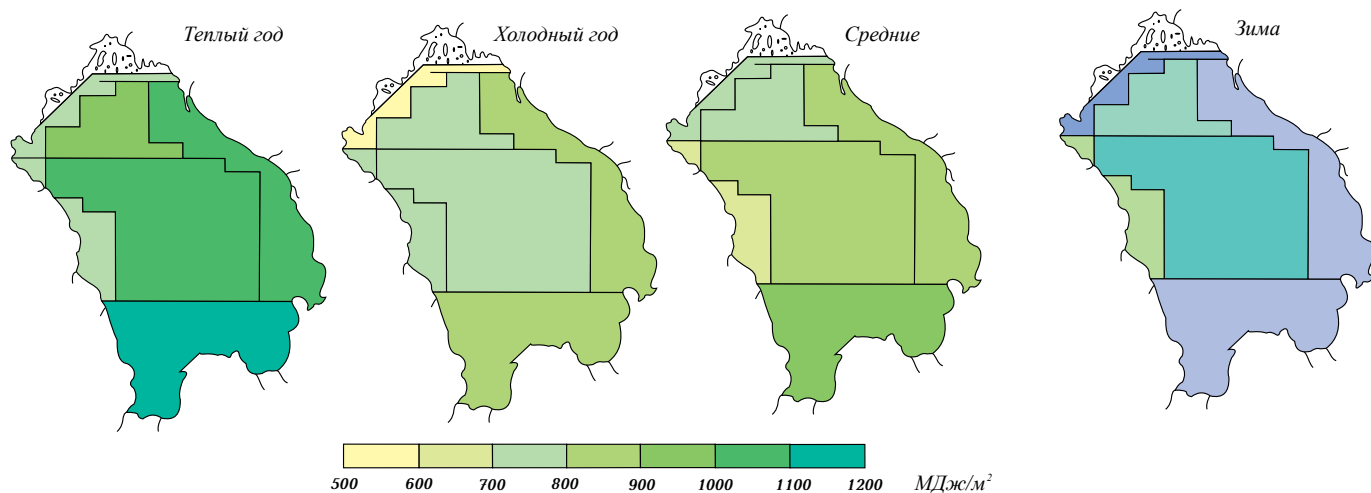 Теплый год
Холодный год
Средние
Зима
500 600 700 800 900 1000 1100 1200 МДж/м²